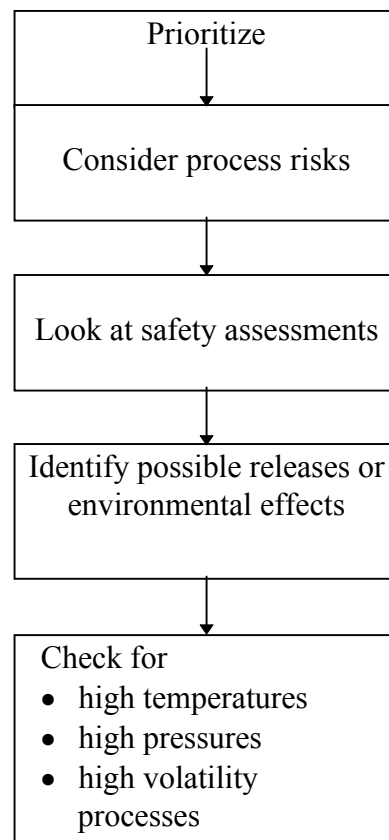 Prioritize
Consider process risks
Look at safety assessments
Identify possible releases or
environmental effects
Check for
• high temperatures
• high pressures
• high volatility
processes